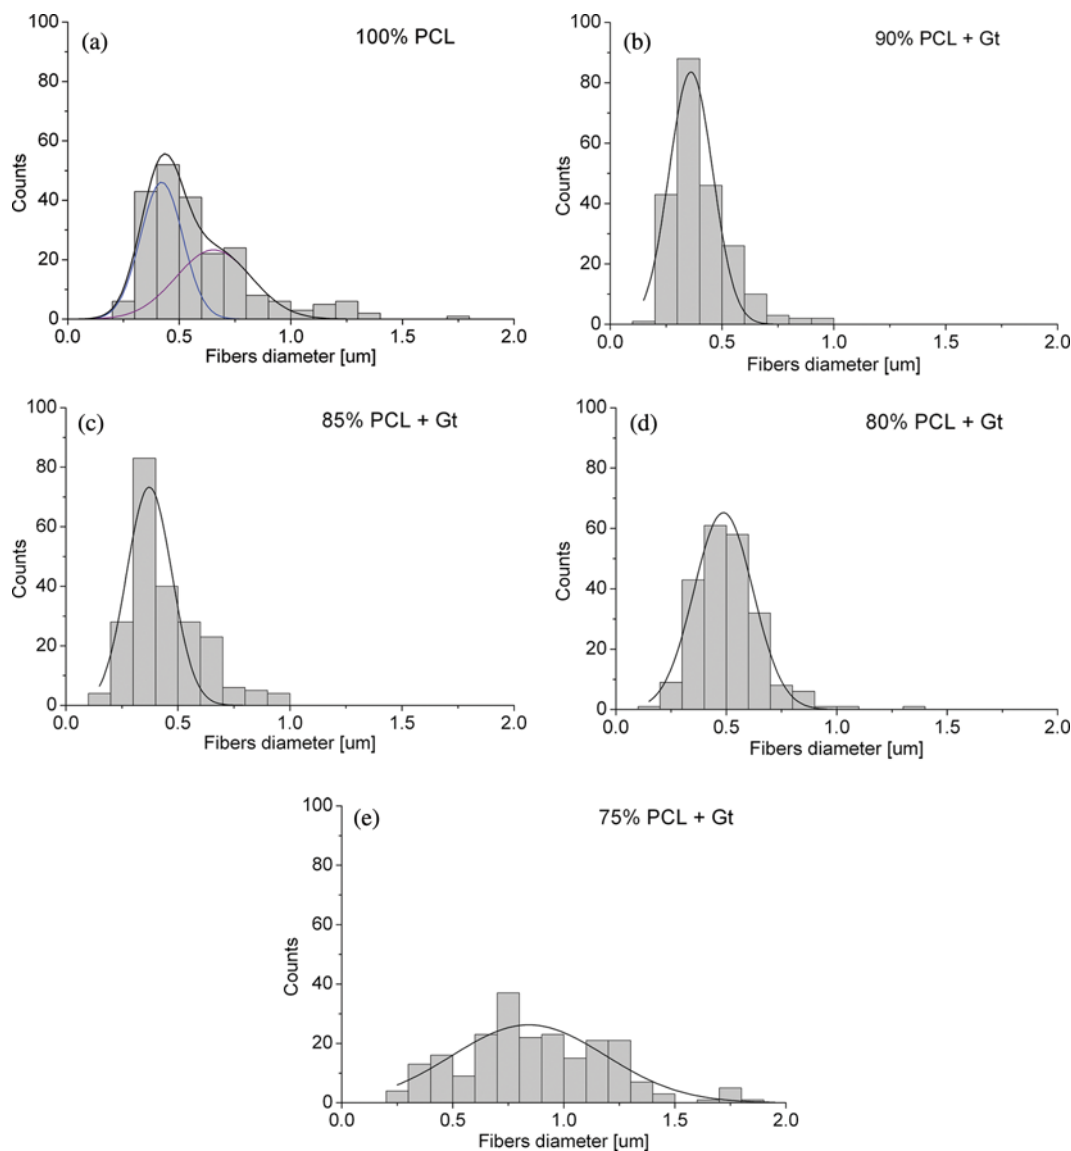 (a)
100% PCL
100
80
60
40
20
0
Counts
0.0 0.5 1.0 1.5 2.0
Fibers diameter [um]
(b)
90% PCL + Gt
100
80
60
40
20
0
Counts
0.0 0.5 1.0 1.5 2.0
Fibers diameter [um]
(c)
85% PCL + Gt
100
80
60
40
20
0
Counts
0.0 0.5 1.0 1.5 2.0
Fibers diameter [um]
(d)
80% PCL + Gt
100
80
60
40
20
0
Counts
0.0 0.5 1.0 1.5 2.0
Fibers diameter [um]
(e)
75% PCL + Gt
100
80
60
40
20
0
Counts
0.0 0.5 1.0 1.5 2.0
Fibers diameter [um]